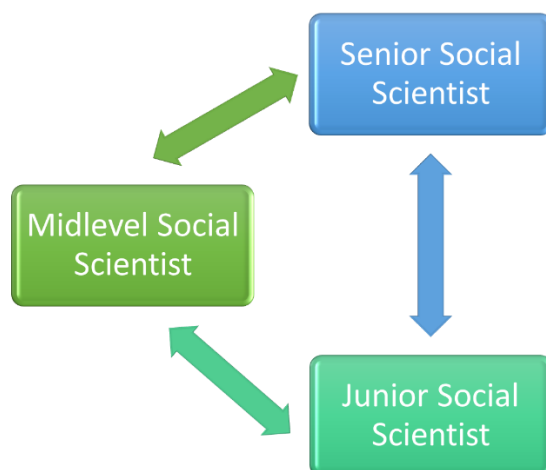 Senior Social
Scientist
Midlevel Social
Scientist
Junior Social
Scientist